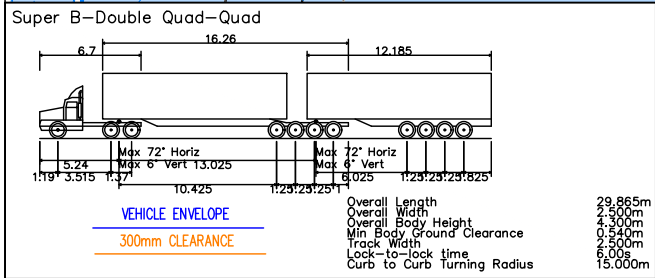 Super B-Double Quad-Quad
16.26
6.7
12.185
Max 72° Horiz
Max 72° Horiz
5.24
Max 6° Vert 13.025
Max 6° Vert
1.19
3.515
1.37
6.025
1.25
1.25
1.25
1.825
10.425
1.25
1.25
1.25
1
VEHICLE ENVELOPE
300mm CLEARANCE
Overall Length 29.865m
Overall Width 2.500m
Overall Body Height 4.300m
Min Body Ground Clearance 0.540m
Track Width 2.500m
Lock-to-lock time 6.00s
Curb to Curb Turning Radius 15.000m